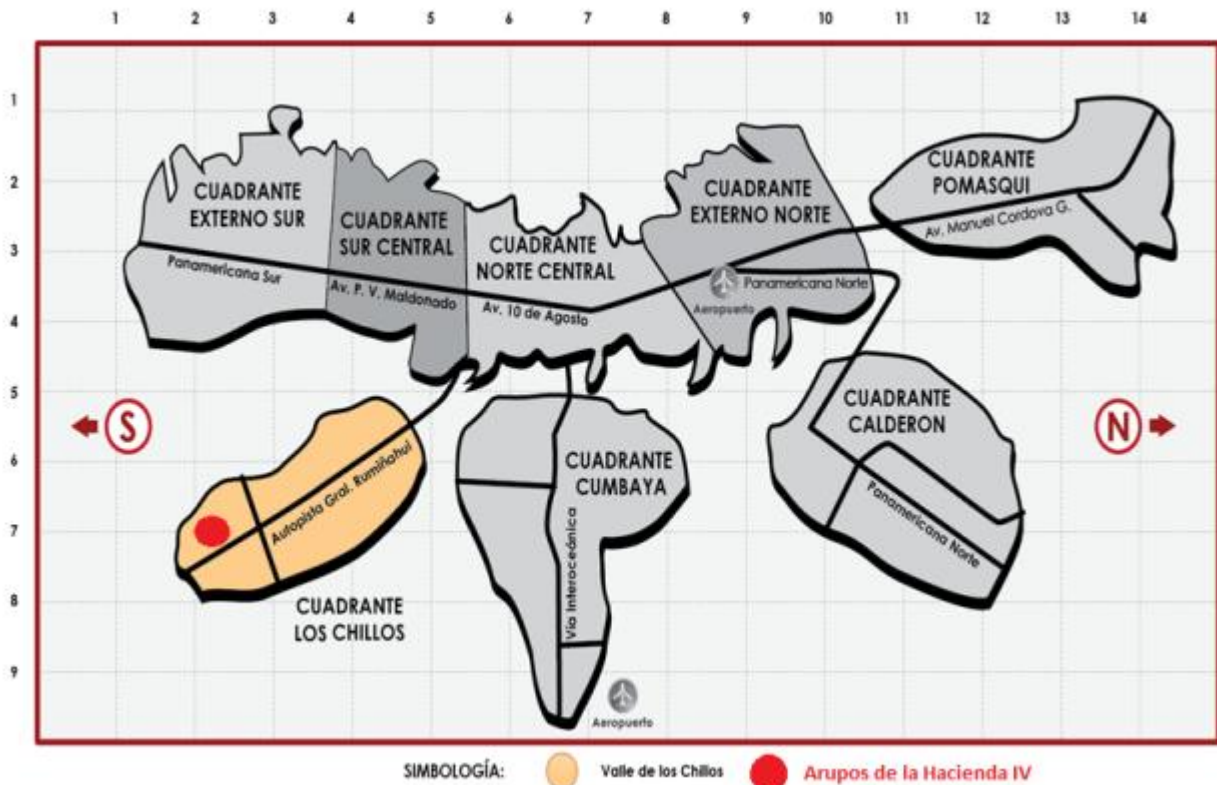 1 2 3 4 5 6 7 8 9 10 11 12 13 14
1
2
3
4
5
6
7
8
9
CUADRANTE
EXTERNO SUR
CUADRANTE
SUR CENTRAL
CUADRANTE
NORTE CENTRAL
CUADRANTE
EXTERNO NORTE
CUADRANTE
POMASQUI
Av. Manuel Cordova G.
Panamericana Sur
Av. P. V. Maldonado
Av. 10 de Agosto
Panamericana Norte
Aeropuerto
S
N
CUADRANTE
CALDERON
Panamericana Norte
CUADRANTE
CUMBAYA
Vía Interoceánica
Autopista Gral. Rumiñahui
CUADRANTE
LOS CHILLOS
Aeropuerto
SIMBOLOGÍA: Valle de los Chillos Arupos de la Hacienda IV